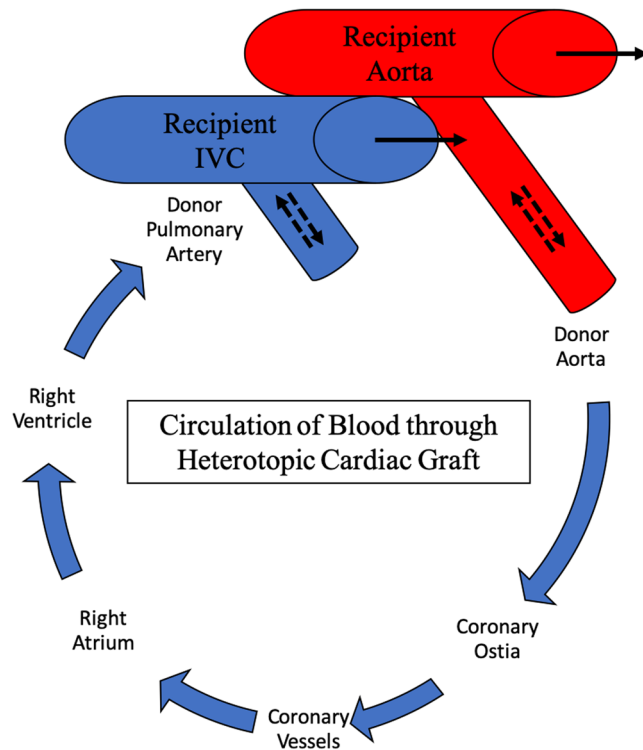 Recipient
Aorta
Recipient
IVC
Donor
Pulmonary
Artery
Donor
Aorta
Right
Ventricle
Circulation of Blood through
Heterotopic Cardiac Graft
Right
Atrium
Coronary
Ostia
Coronary
Vessels